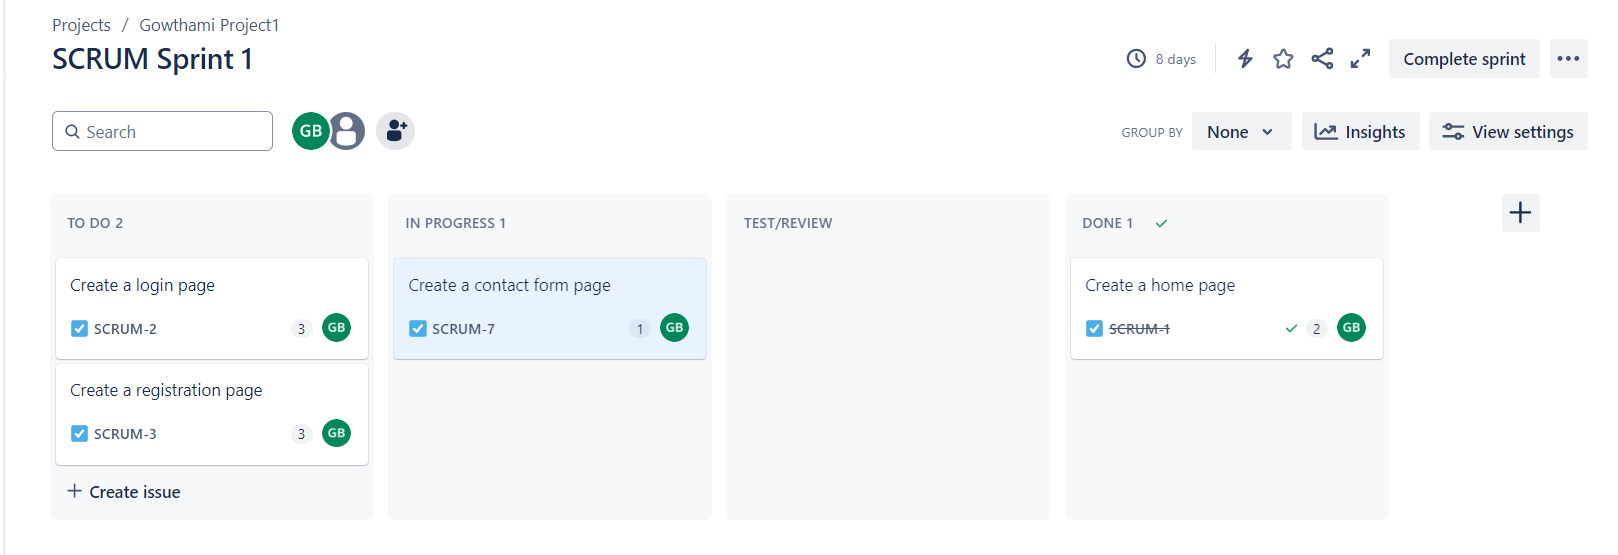 Projects / Gowthami Project1
SCRUM Sprint 1
8 days
Complete sprint
Search
GB
GROUP BY
None
Insights
View settings
TO DO 2
Create a login page
SCRUM-2
3
GB
Create a registration page
SCRUM-3
3
GB
Create issue
IN PROGRESS 1
Create a contact form page
SCRUM-7
1
GB
TEST/REVIEW
DONE 1
Create a home page
SCRUM-1
2
GB